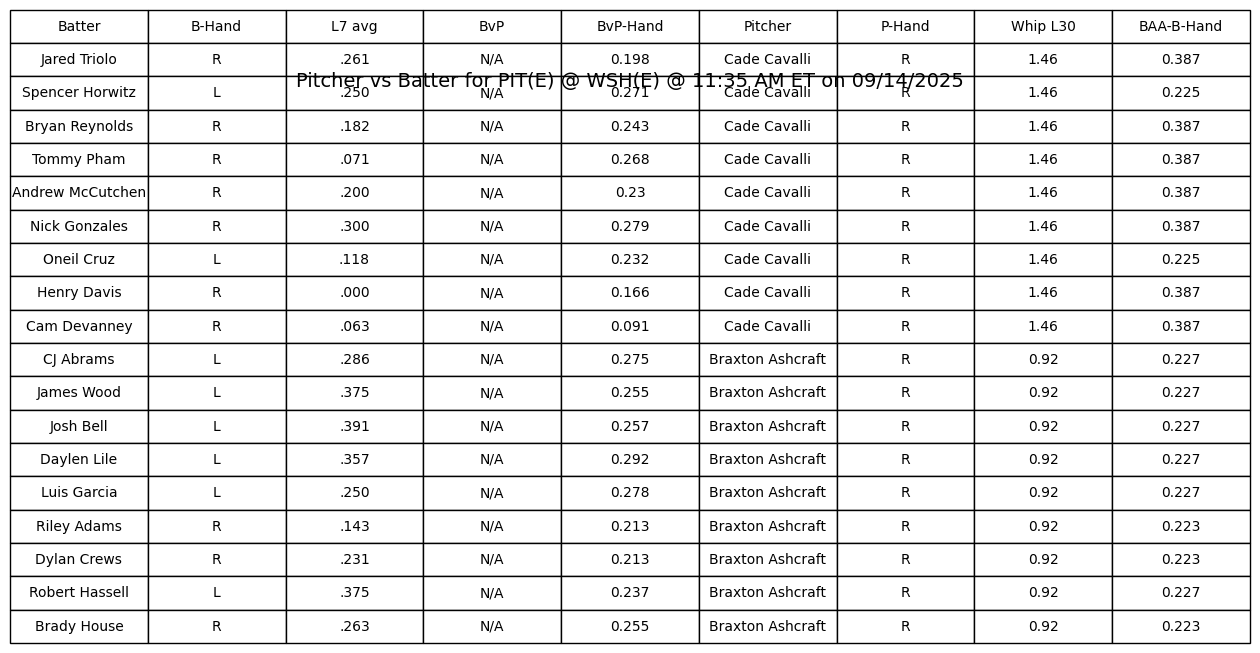 Batter B-Hand L7 avg BvP BvP-Hand Pitcher P-Hand Whip L30 BAA-B-Hand
Jared Triolo R .261 N/A 0.198 Cade Cavalli R 1.46 0.387
Pitcher vs Batter for PIT(E) @ WSH(E) @ 11:35 AM ET on 09/14/2025
Spencer Horwitz L .250 N/A 0.271 Cade Cavalli R 1.46 0.225
Bryan Reynolds R .182 N/A 0.243 Cade Cavalli R 1.46 0.387
Tommy Pham R .071 N/A 0.268 Cade Cavalli R 1.46 0.387
Andrew McCutchen R .200 N/A 0.23 Cade Cavalli R 1.46 0.387
Nick Gonzales R .300 N/A 0.279 Cade Cavalli R 1.46 0.387
Oneil Cruz L .118 N/A 0.232 Cade Cavalli R 1.46 0.225
Henry Davis R .000 N/A 0.166 Cade Cavalli R 1.46 0.387
Cam Devanney R .063 N/A 0.091 Cade Cavalli R 1.46 0.387
CJ Abrams L .286 N/A 0.275 Braxton Ashcraft R 0.92 0.227
James Wood L .375 N/A 0.255 Braxton Ashcraft R 0.92 0.227
Josh Bell L .391 N/A 0.257 Braxton Ashcraft R 0.92 0.227
Daylen Lile L .357 N/A 0.292 Braxton Ashcraft R 0.92 0.227
Luis Garcia L .250 N/A 0.278 Braxton Ashcraft R 0.92 0.227
Riley Adams R .143 N/A 0.213 Braxton Ashcraft R 0.92 0.223
Dylan Crews R .231 N/A 0.213 Braxton Ashcraft R 0.92 0.223
Robert Hassell L .375 N/A 0.237 Braxton Ashcraft R 0.92 0.227
Brady House R .263 N/A 0.255 Braxton Ashcraft R 0.92 0.223